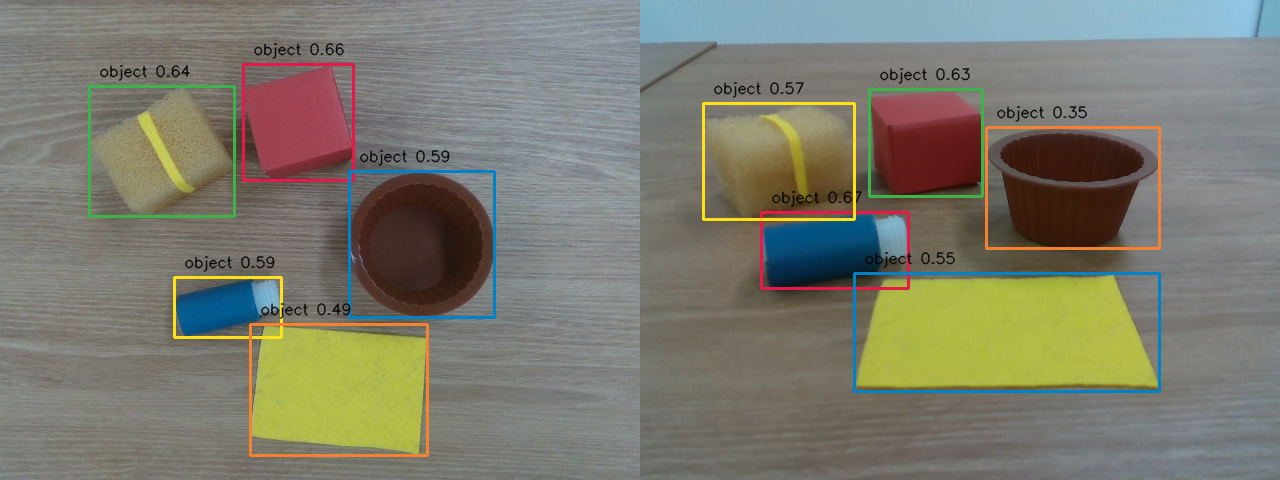 object 0.66
object 0.64
object 0.59
object 0.59
object 0.49
object 0.63
object 0.57
object 0.35
object 0.67
object 0.55